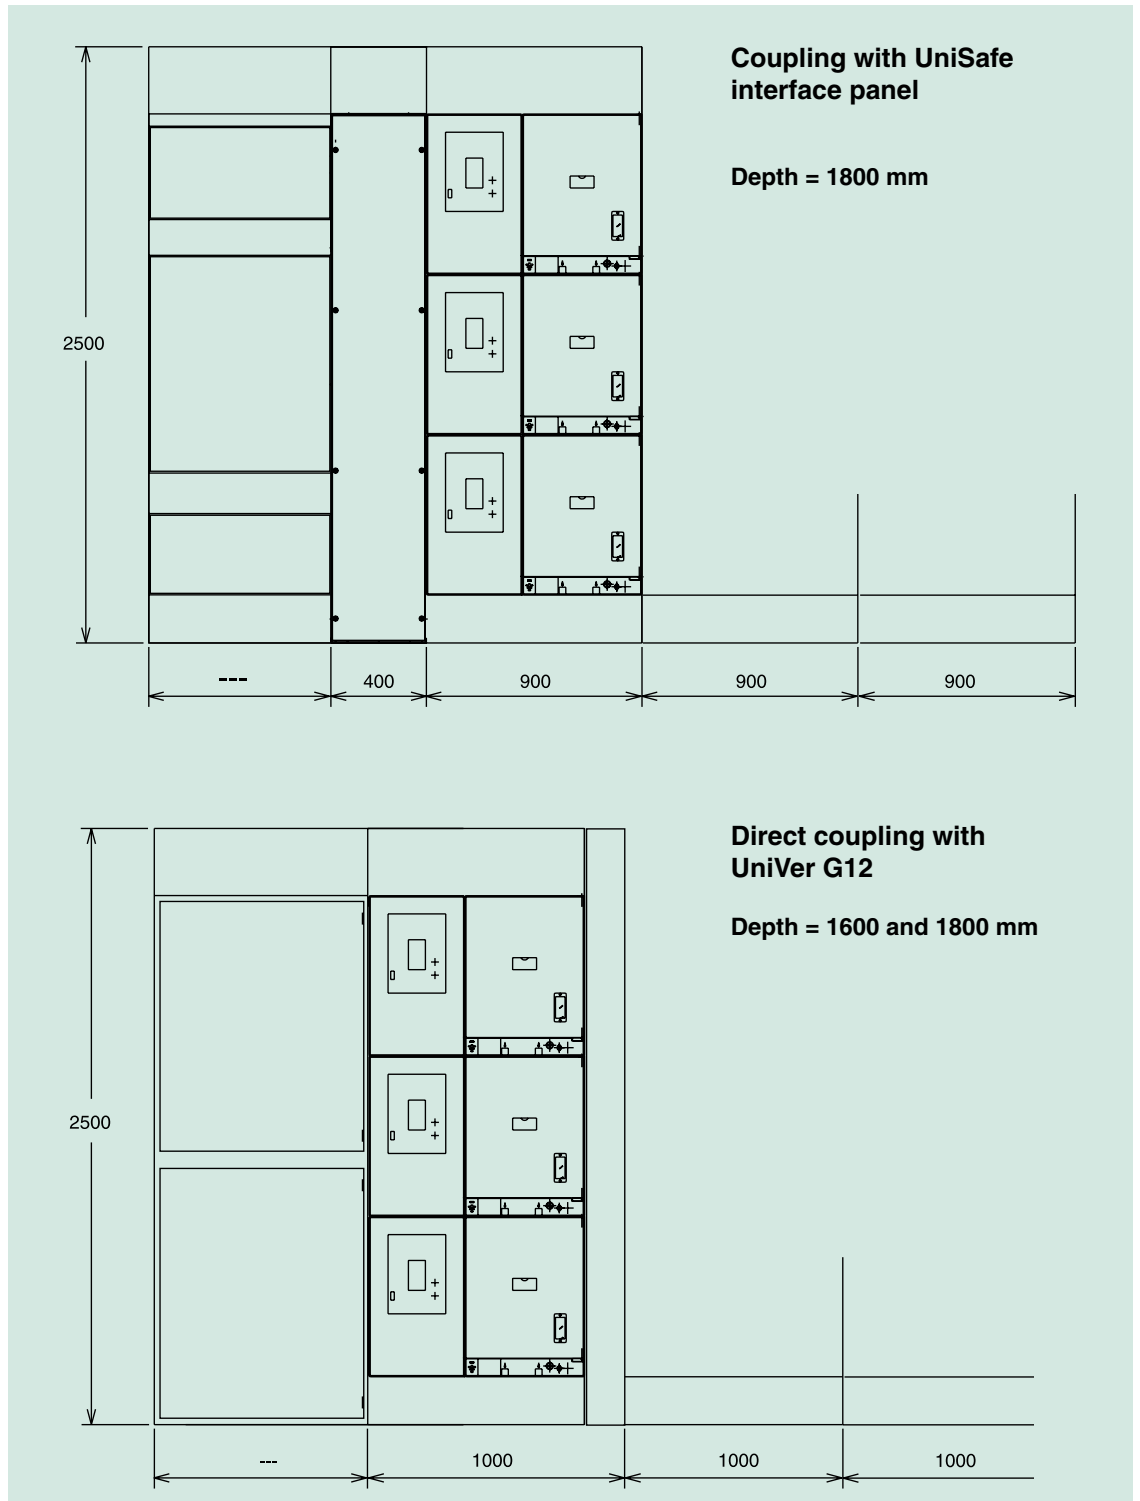 Coupling with UniSafe
interface panel
Depth = 1800 mm
2500
---
400
900
900
900
Direct coupling with
UniVer G12
Depth = 1600 and 1800 mm
2500
---
1000
1000
1000